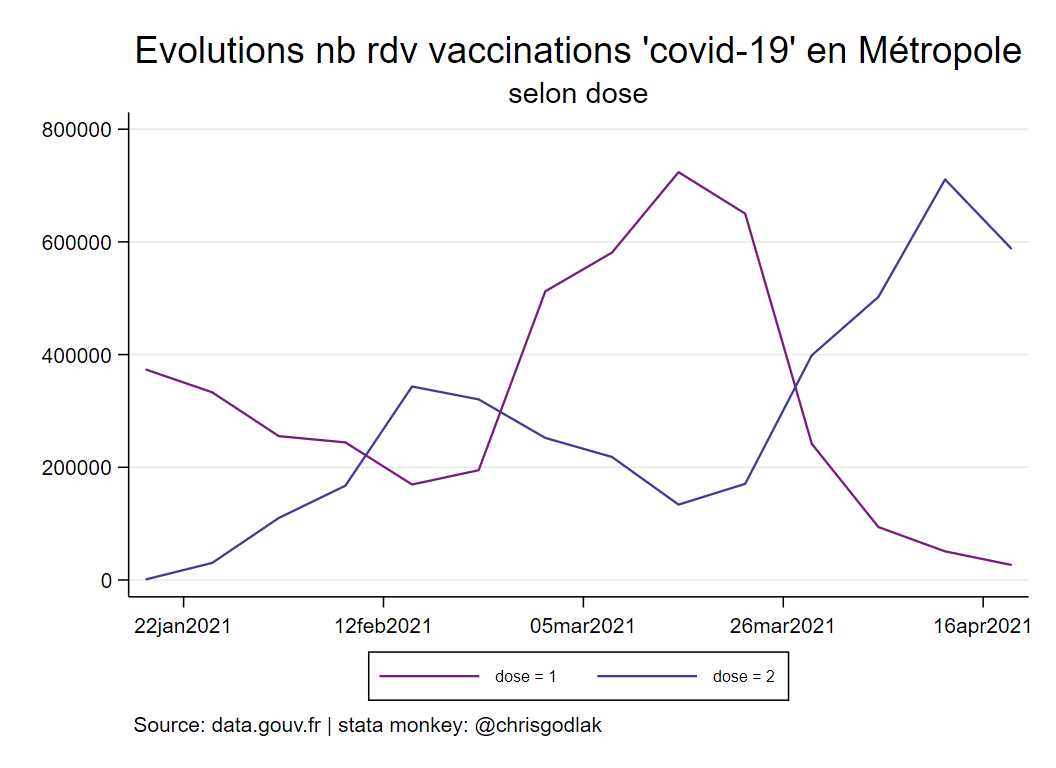 Evolutions nb rdv vaccinations 'covid-19' en Métropole
selon dose
800000
600000
400000
200000
0
22jan2021 12feb2021 05mar2021 26mar2021 16apr2021
dose = 1 dose = 2
Source: data.gouv.fr | stata monkey: @chrisgodlak